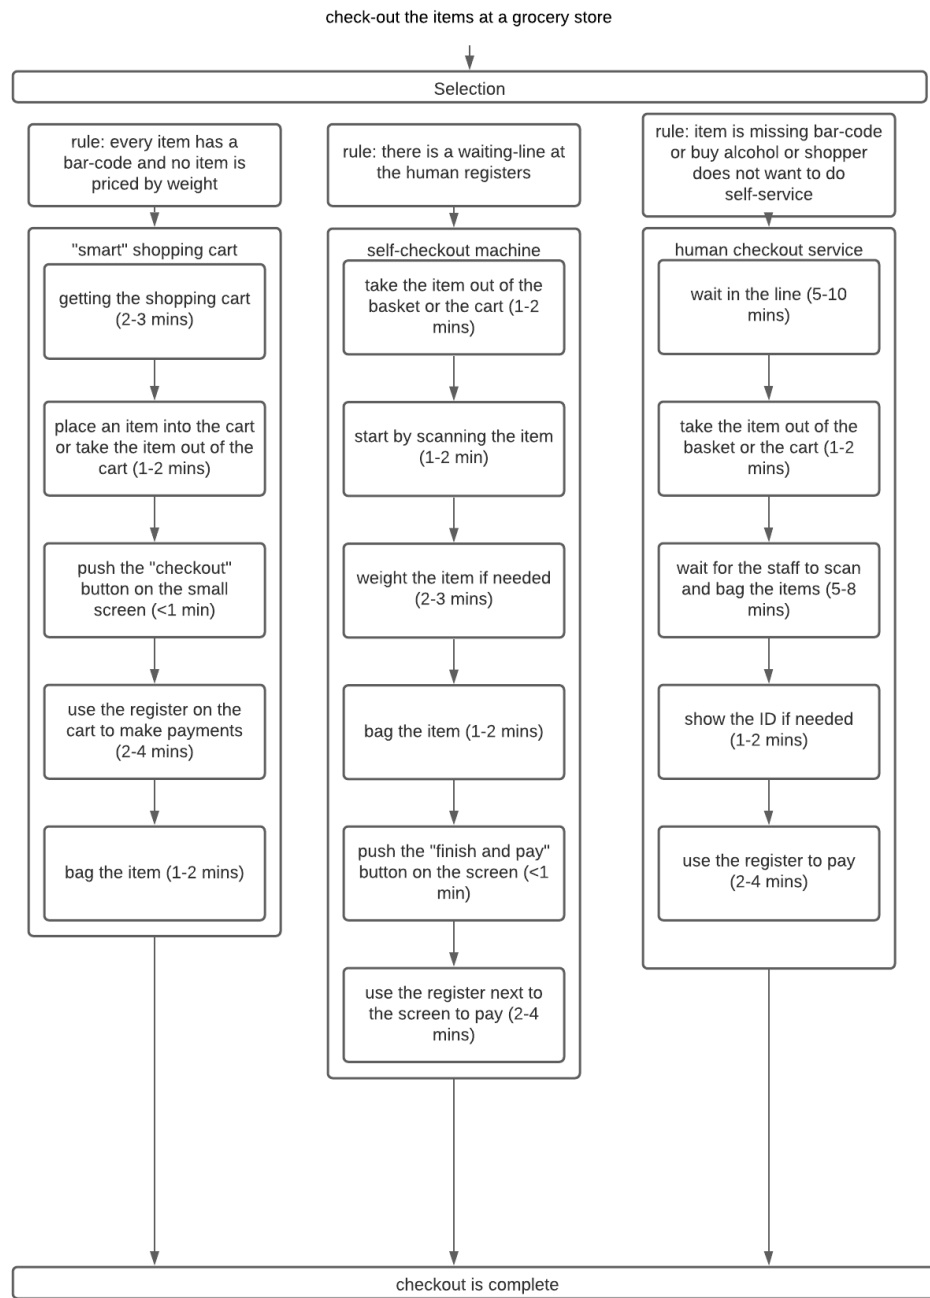 check-out the items at a grocery store
Selection
rule: every item has a
bar-code and no item is
priced by weight
"smart" shopping cart
getting the shopping cart
(2-3 mins)
place an item into the cart
or take the item out of the
cart (1-2 mins)
push the "checkout"
button on the small
screen (<1 min)
use the register on the
cart to make payments
(2-4 mins)
bag the item (1-2 mins)
rule: there is a waiting-line at
the human registers
self-checkout machine
take the item out of the
basket or the cart (1-2
mins)
start by scanning the item
(1-2 min)
weight the item if needed
(2-3 mins)
bag the item (1-2 mins)
push the "finish and pay"
button on the screen (<1
min)
use the register next to
the screen to pay (2-4
mins)
rule: item is missing bar-code
or buy alcohol or shopper
does not want to do
self-service
human checkout service
wait in the line (5-10
mins)
take the item out of the
basket or the cart (1-2
mins)
wait for the staff to scan
and bag the items (5-8
mins)
show the ID if needed
(1-2 mins)
use the register to pay
(2-4 mins)
checkout is complete